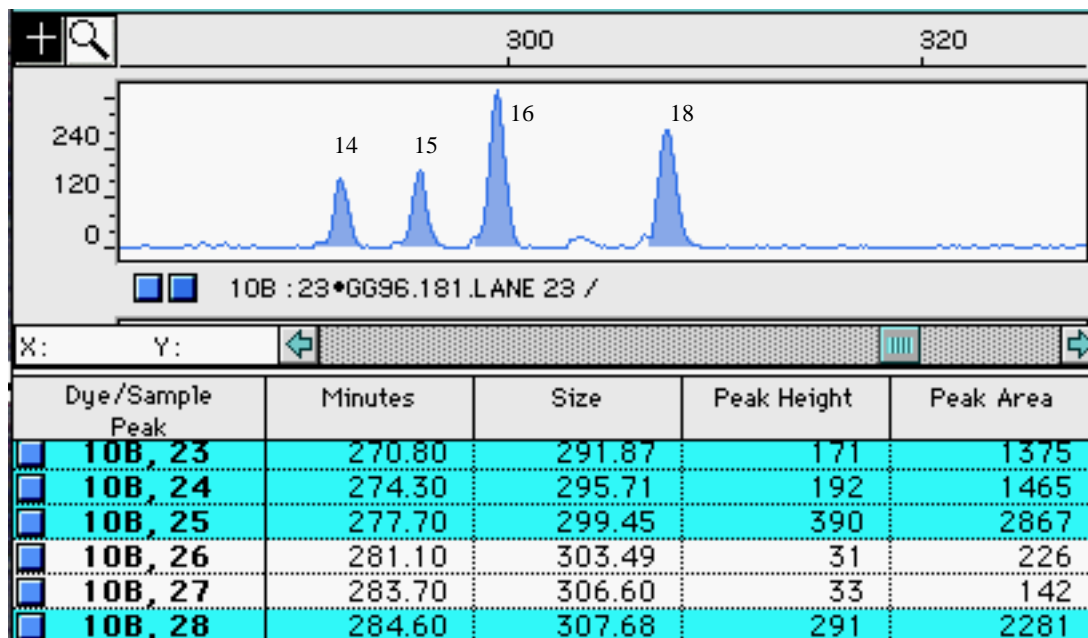 300 320
240
120
0
14 15 16 18
10B : 23•GG96.181.LANE 23 /
X: Y:
Dye/Sample Peak Minutes Size Peak Height Peak Area
10B, 23 270.80 291.87 171 1375
10B, 24 274.30 295.71 192 1465
10B, 25 277.70 299.45 390 2867
10B, 26 281.10 303.49 31 226
10B, 27 283.70 306.60 33 142
10B, 28 284.60 307.68 291 2281